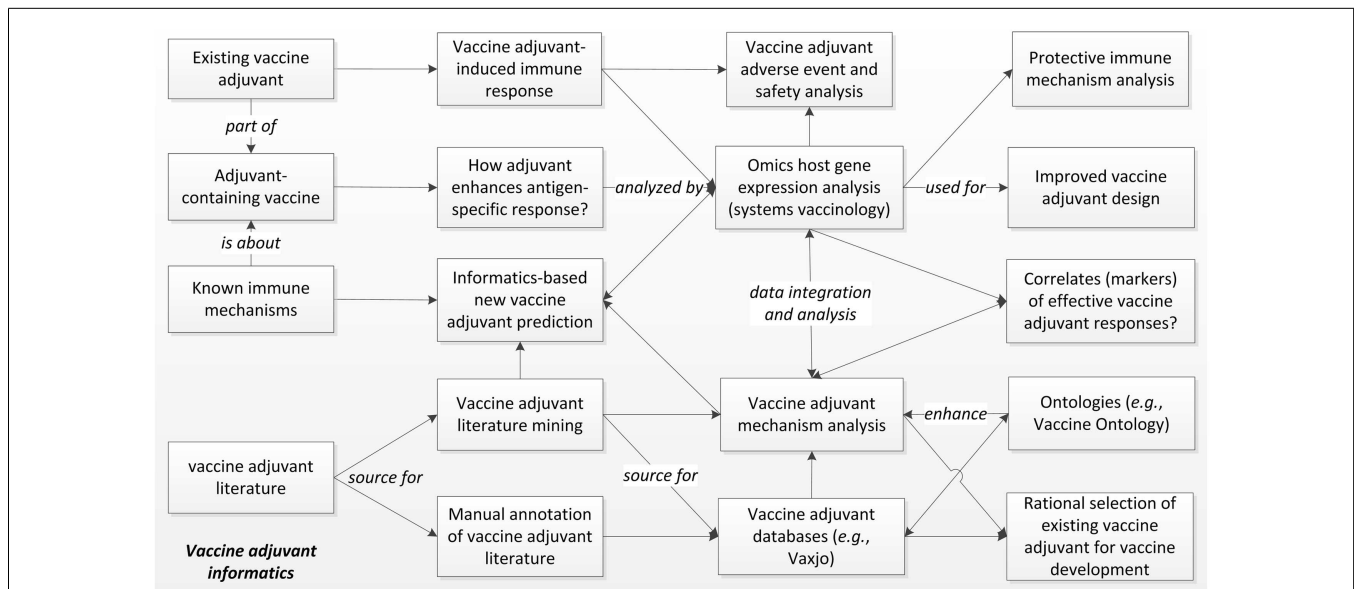 Existing vaccine
adjuvant
Vaccine adjuvant-
induced immune
response
Vaccine adjuvant
adverse event and
safety analysis
Protective immune
mechanism analysis
part of
Adjuvant-
containing vaccine
How adjuvant
enhances antigen-
specific response?
analyzed by
Omics host gene
expression analysis
(systems vaccinology)
used for
Improved vaccine
adjuvant design
is about
Known immune
mechanisms
Informatics-based
new vaccine
adjuvant prediction
data integration
and analysis
Correlates (markers)
of effective vaccine
adjuvant responses?
Vaccine adjuvant
literature mining
Vaccine adjuvant
mechanism analysis
enhance
Ontologies (e.g.,
Vaccine Ontology)
vaccine adjuvant
literature
source for
source for
Manual annotation
of vaccine adjuvant
literature
Vaccine adjuvant
databases (e.g.,
Vaxjo)
Rational selection of
existing vaccine
adjuvant for vaccine
development
Vaccine adjuvant
informatics